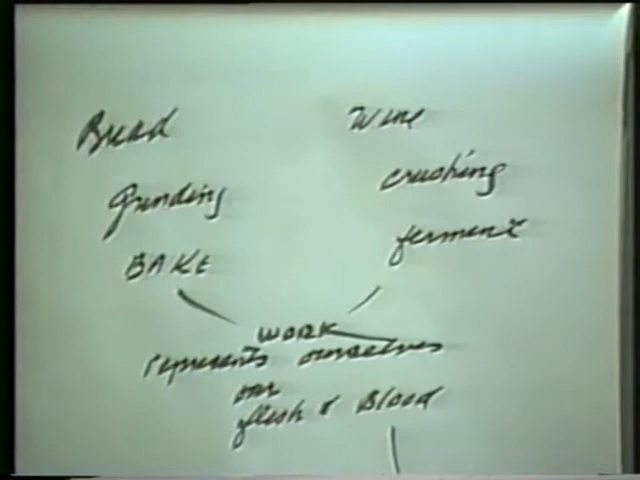 Bread
Wine
Grinding
crushing
BAKE
ferment
WORK
represents ourselves
our
flesh & Blood